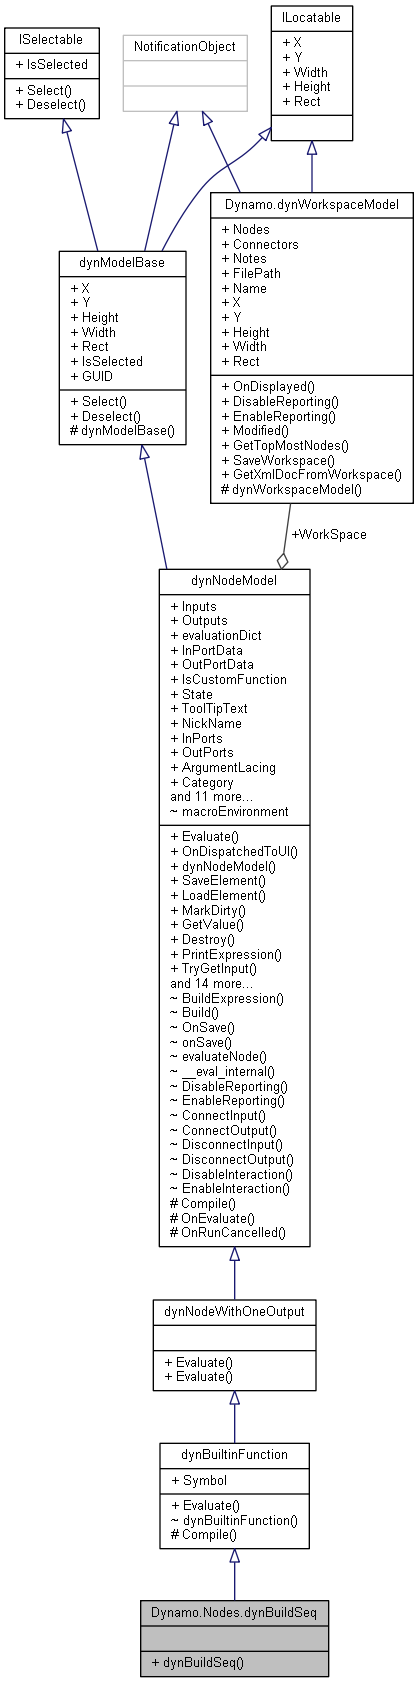 ISelectable
+ IsSelected
+ Select()
+ Deselect()
NotificationObject
ILocatable
+ X
+ Y
+ Width
+ Height
+ Rect
dynModelBase
+ X
+ Y
+ Height
+ Width
+ Rect
+ IsSelected
+ GUID
+ Select()
+ Deselect()
# dynModelBase()
Dynamo.dynWorkspaceModel
+ Nodes
+ Connectors
+ Notes
+ FilePath
+ Name
+ X
+ Y
+ Height
+ Width
+ Rect
+ OnDisplayed()
+ DisableReporting()
+ EnableReporting()
+ Modified()
+ GetTopMostNodes()
+ SaveWorkspace()
+ GetXmlDocFromWorkspace()
# dynWorkspaceModel()
+WorkSpace
dynNodeModel
+ Inputs
+ Outputs
+ evaluationDict
+ InPortData
+ OutPortData
+ IsCustomFunction
+ State
+ ToolTipText
+ NickName
+ InPorts
+ OutPorts
+ ArgumentLacing
+ Category
and 11 more...
~ macroEnvironment
+ Evaluate()
+ OnDispatchedToUI()
+ dynNodeModel()
+ SaveElement()
+ LoadElement()
+ MarkDirty()
+ GetValue()
+ Destroy()
+ PrintExpression()
+ TryGetInput()
and 14 more...
~ BuildExpression()
~ Build()
~ OnSave()
~ onSave()
~ evaluateNode()
~ __eval_internal()
~ DisableReporting()
~ EnableReporting()
~ ConnectInput()
~ ConnectOutput()
~ DisconnectInput()
~ DisconnectOutput()
~ DisableInteraction()
~ EnableInteraction()
# Compile()
# OnEvaluate()
# OnRunCancelled()
dynNodeWithOneOutput
+ Evaluate()
+ Evaluate()
dynBuiltinFunction
+ Symbol
+ Evaluate()
~ dynBuiltinFunction()
# Compile()
Dynamo.Nodes.dynBuildSeq
+ dynBuildSeq()